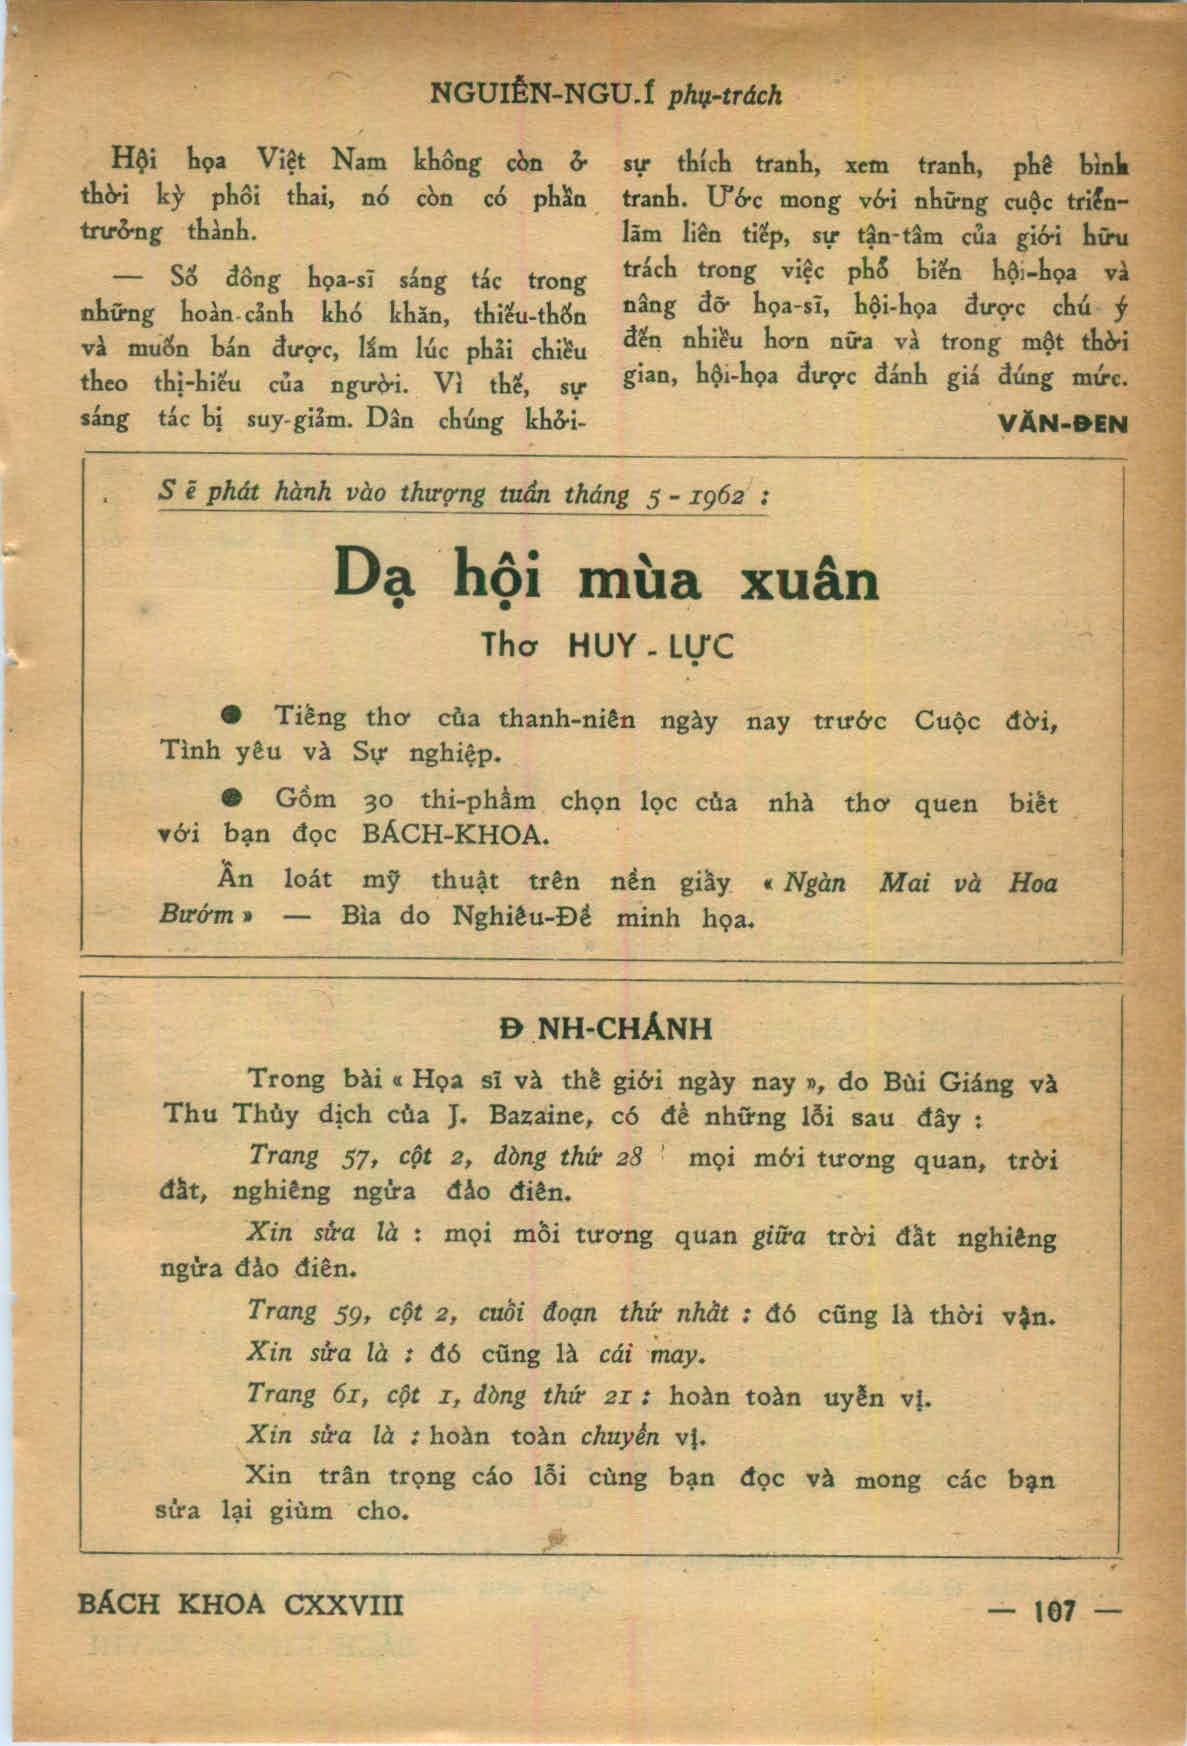 NGUIỄN-NGU.Í phụ-trách
Hội họa Việt Nam không còn ở
thời kỳ phôi thai, nó còn có phần
trưởng thành.
— Số đông họa-sĩ sáng tác trong
những hoàn-cảnh khó khăn, thiếu-thốn
và muốn bán được, lắm lúc phải chiều
theo thị-hiếu của người. Vì thế, sự
sáng tác bị suy-giảm. Dân chúng khởi-
sự thích tranh, xem tranh, phê bình
tranh. Ước mong với những cuộc triển-
lãm liên tiếp, sự tận-tâm của giới hữu
trách trong việc phổ biến hội-họa và
nâng đỡ họa-sĩ, hội-họa được chú ý
đến nhiều hơn nữa và trong một thời
gian, hội-họa được đánh giá đúng mức.
VĂN-ĐEN
Sẽ phát hành vào thượng tuần tháng 5 - 1962 :
Dạ hội mùa xuân
Thơ HUY - LỰC
● Tiếng thơ của thanh-niên ngày nay trước Cuộc đời,
Tình yêu và Sự nghiệp.
● Gồm 30 thi-phẩm chọn lọc của nhà thơ quen biết
với bạn đọc BÁCH-KHOA.
Ấn loát mỹ thuật trên nền giấy « Ngàn Mai và Hoa
Bướm » — Bìa do Nghiêu-Đề minh họa.
Đ NH-CHÁNH
Trong bài « Họa sĩ và thế giới ngày nay », do Bùi Giáng và
Thu Thủy dịch của J. Bazaine, có để những lỗi sau đây :
Trang 57, cột 2, dòng thứ 28 : mọi mới tương quan, trời
đất, nghiêng ngửa đảo điên.
Xin sửa là : mọi mối tương quan giữa trời đất nghiêng
ngửa đảo điên.
Trang 59, cột 2, cuối đoạn thứ nhất : đó cũng là thời vận.
Xin sửa là : đó cũng là cái may.
Trang 61, cột 1, dòng thứ 21 : hoàn toàn uyển vị.
Xin sửa là : hoàn toàn chuyển vị.
Xin trân trọng cáo lỗi cùng bạn đọc và mong các bạn
sửa lại giùm cho.
BÁCH KHOA CXXVIII
— 107 —